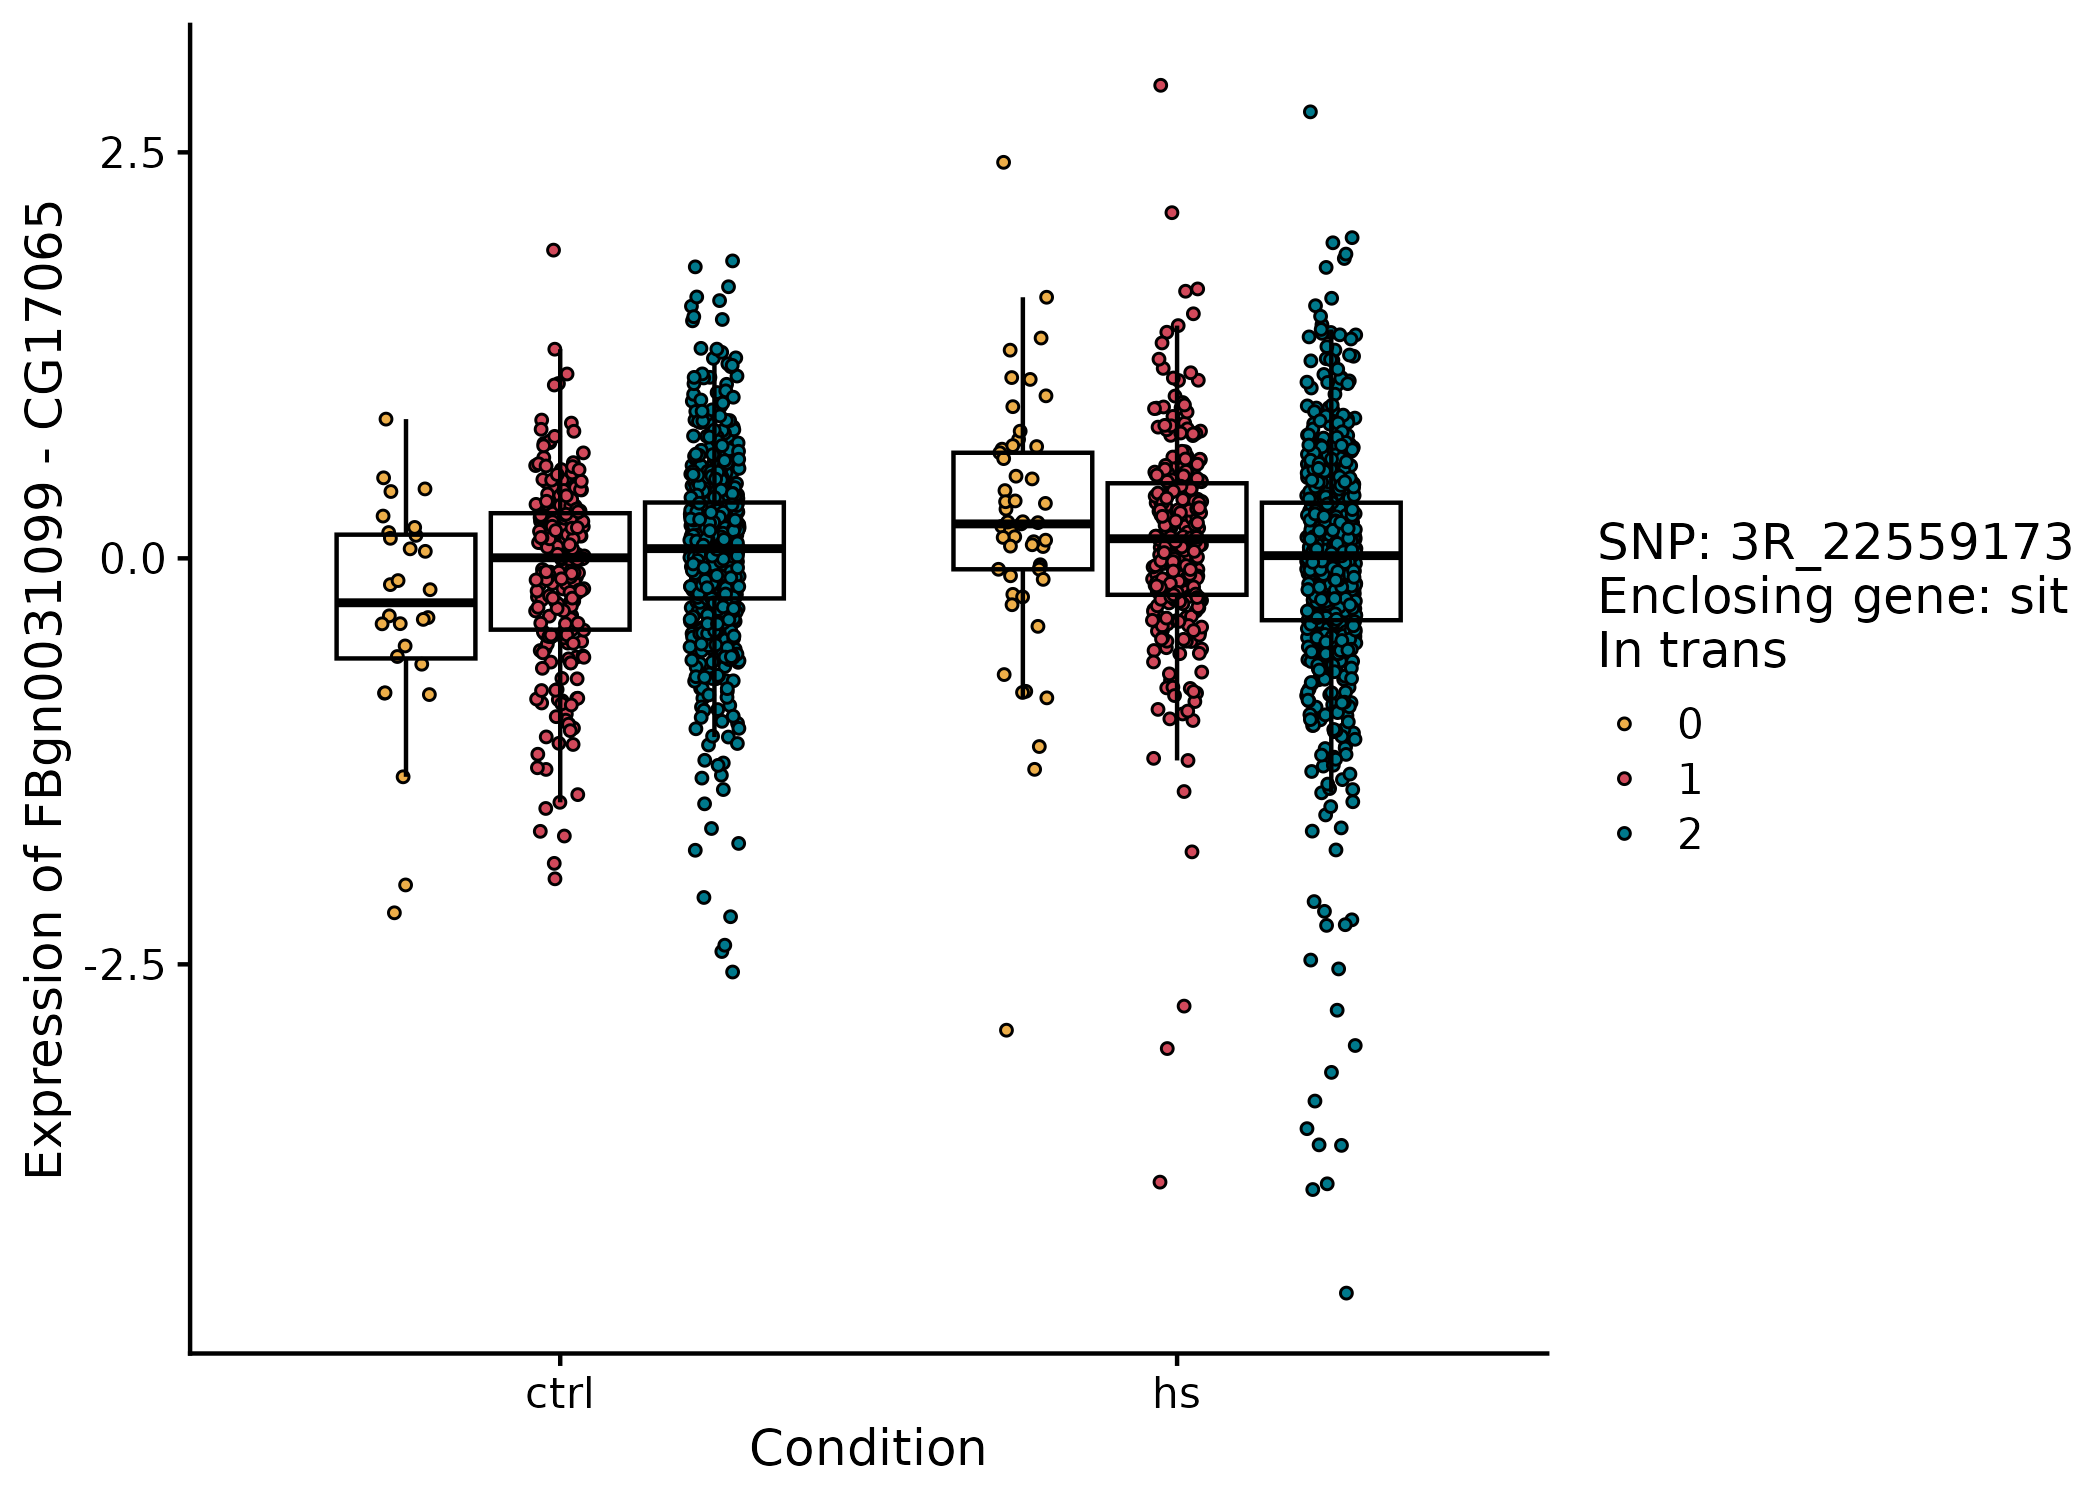 Expression of FBgn0031099 - CG17065
2.5
0.0
-2.5
ctrl
hs
Condition
SNP: 3R_22559173
Enclosing gene: sit
In trans
0
1
2